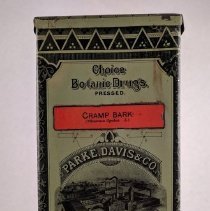 Choice
Botanic Drugs,
PRESSED.
CRAMP BARK
PARKE, DAVIS & CO.